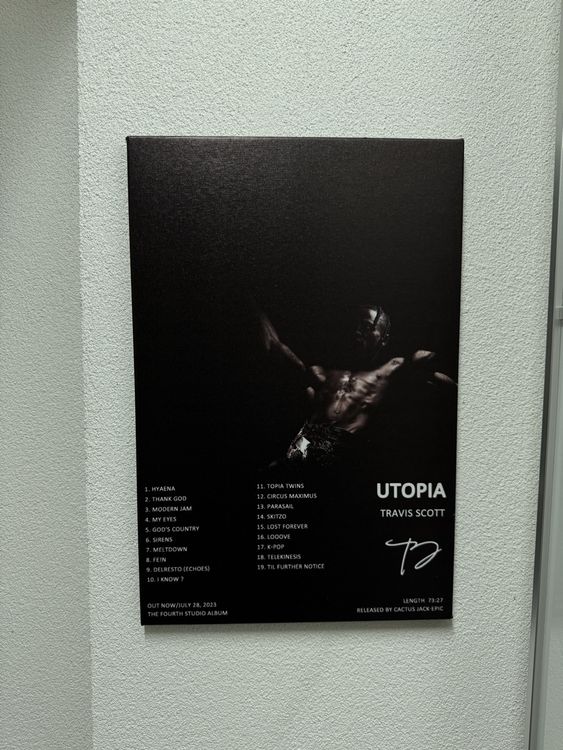 1. HYAENA
2. THANK GOD
3. MODERN JAM
4. MY EYES
5. GOD'S COUNTRY
6. SIRENS
7. MELTDOWN
8. FE!N
9. DELRESTO (ECHOES)
10. I KNOW ?
11. TOPIA TWINS
12. CIRCUS MAXIMUS
13. PARASAIL
14. SKITZO
15. LOST FOREVER
16. LOOOVE
17. K-POP
18. TELEKINESIS
19. TIL FURTHER NOTICE
UTOPIA
TRAVIS SCOTT
OUT NOW/JULY 28, 2023
THE FOURTH STUDIO ALBUM
LENGTH 73:27
RELEASED BY CACTUS JACK·EPIC